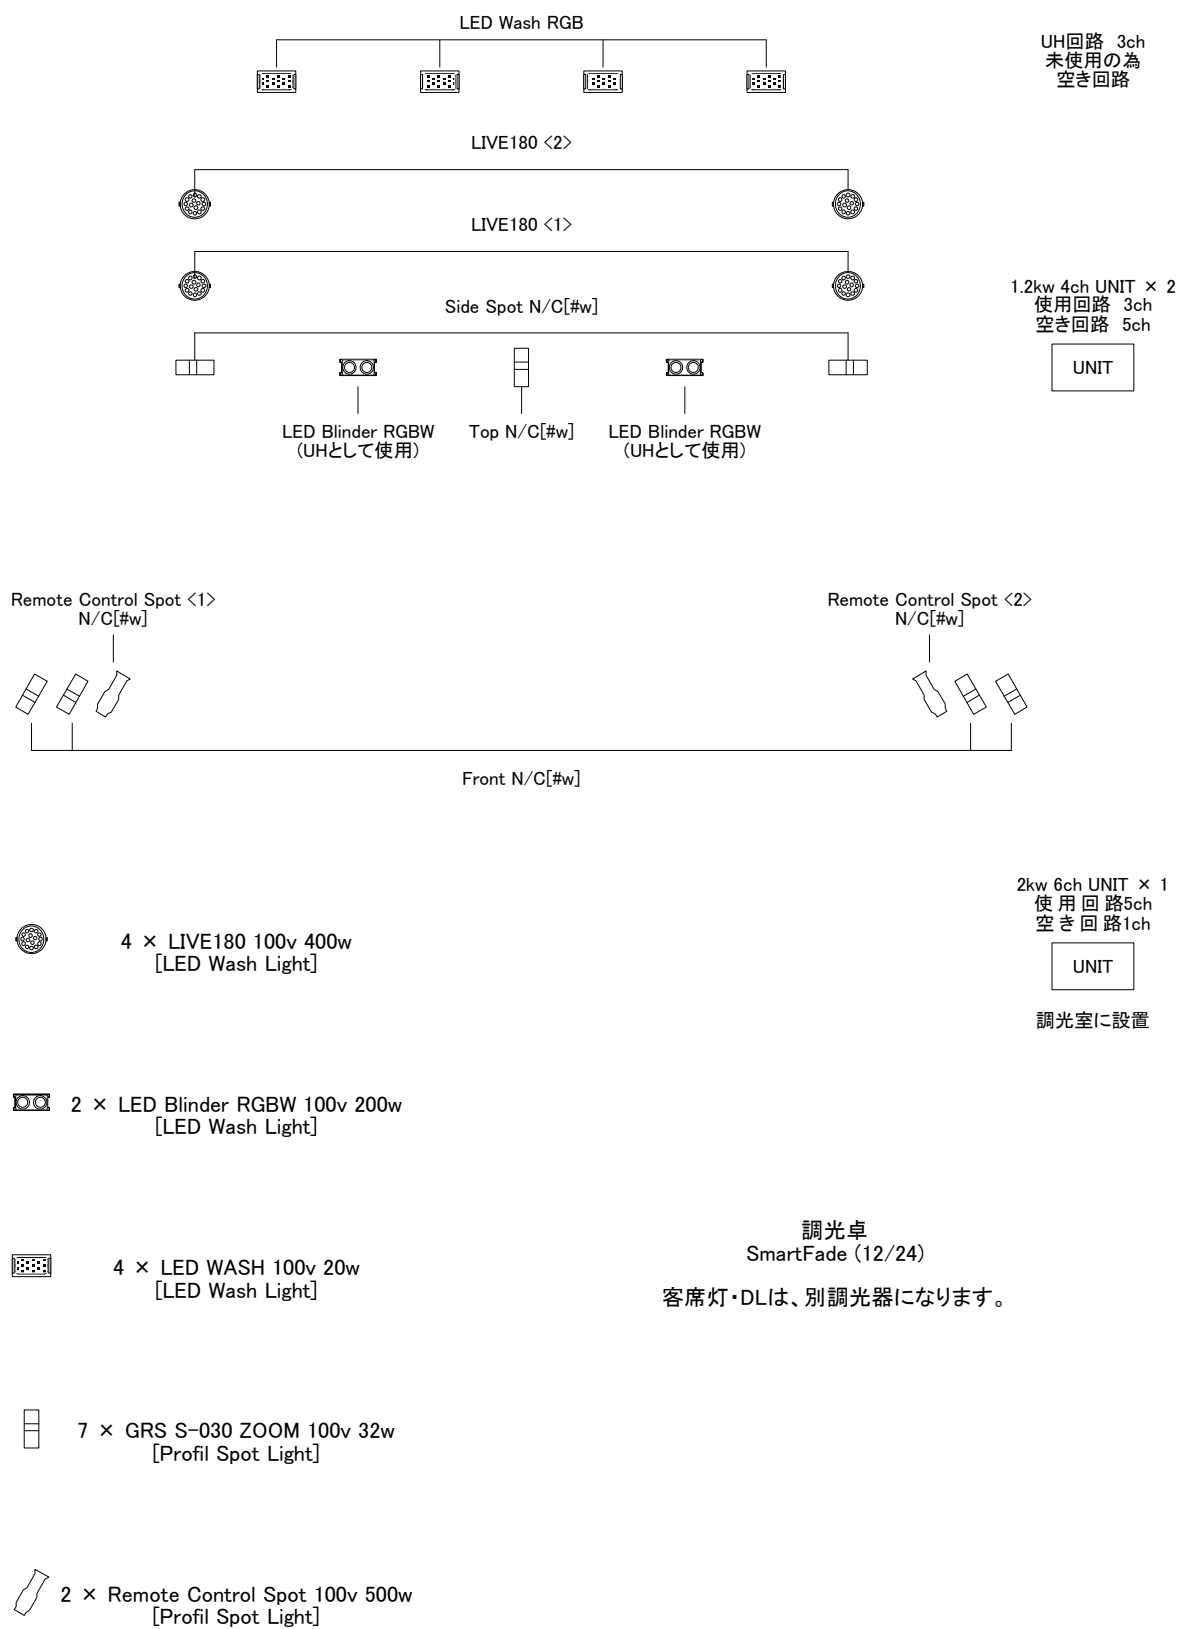 LED Wash RGB
UH回路 3ch
未使用の為
空き回路
LIVE180 <2>
LIVE180 <1>
Side Spot N/C[#w]
1.2kw 4ch UNIT × 2
使用回路 3ch
空き回路 5ch
UNIT
LED Blinder RGBW
(UHとして使用)
Top N/C[#w]
LED Blinder RGBW
(UHとして使用)
Remote Control Spot <1>
N/C[#w]
Remote Control Spot <2>
N/C[#w]
Front N/C[#w]
2kw 6ch UNIT × 1
使用回路5ch
空き回路1ch
UNIT
調光室に設置
4 × LIVE180 100v 400w
[LED Wash Light]
2 × LED Blinder RGBW 100v 200w
[LED Wash Light]
4 × LED WASH 100v 20w
[LED Wash Light]
調光卓
SmartFade (12/24)
客席灯・DLは、別調光器になります。
7 × GRS S-030 ZOOM 100v 32w
[Profil Spot Light]
2 × Remote Control Spot 100v 500w
[Profil Spot Light]